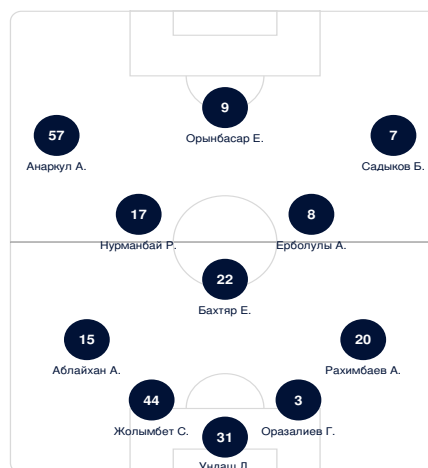 9
Орынбасар Е.
57
7
Анаркул А.
Садыков Б.
17
8
Нурманбай Р.
Ерболулы А.
22
Бахтяр Е.
15
20
Аблайхан А.
Рахимбаев А.
44
3
Жолымбет С.
Оразалиев Г.
31